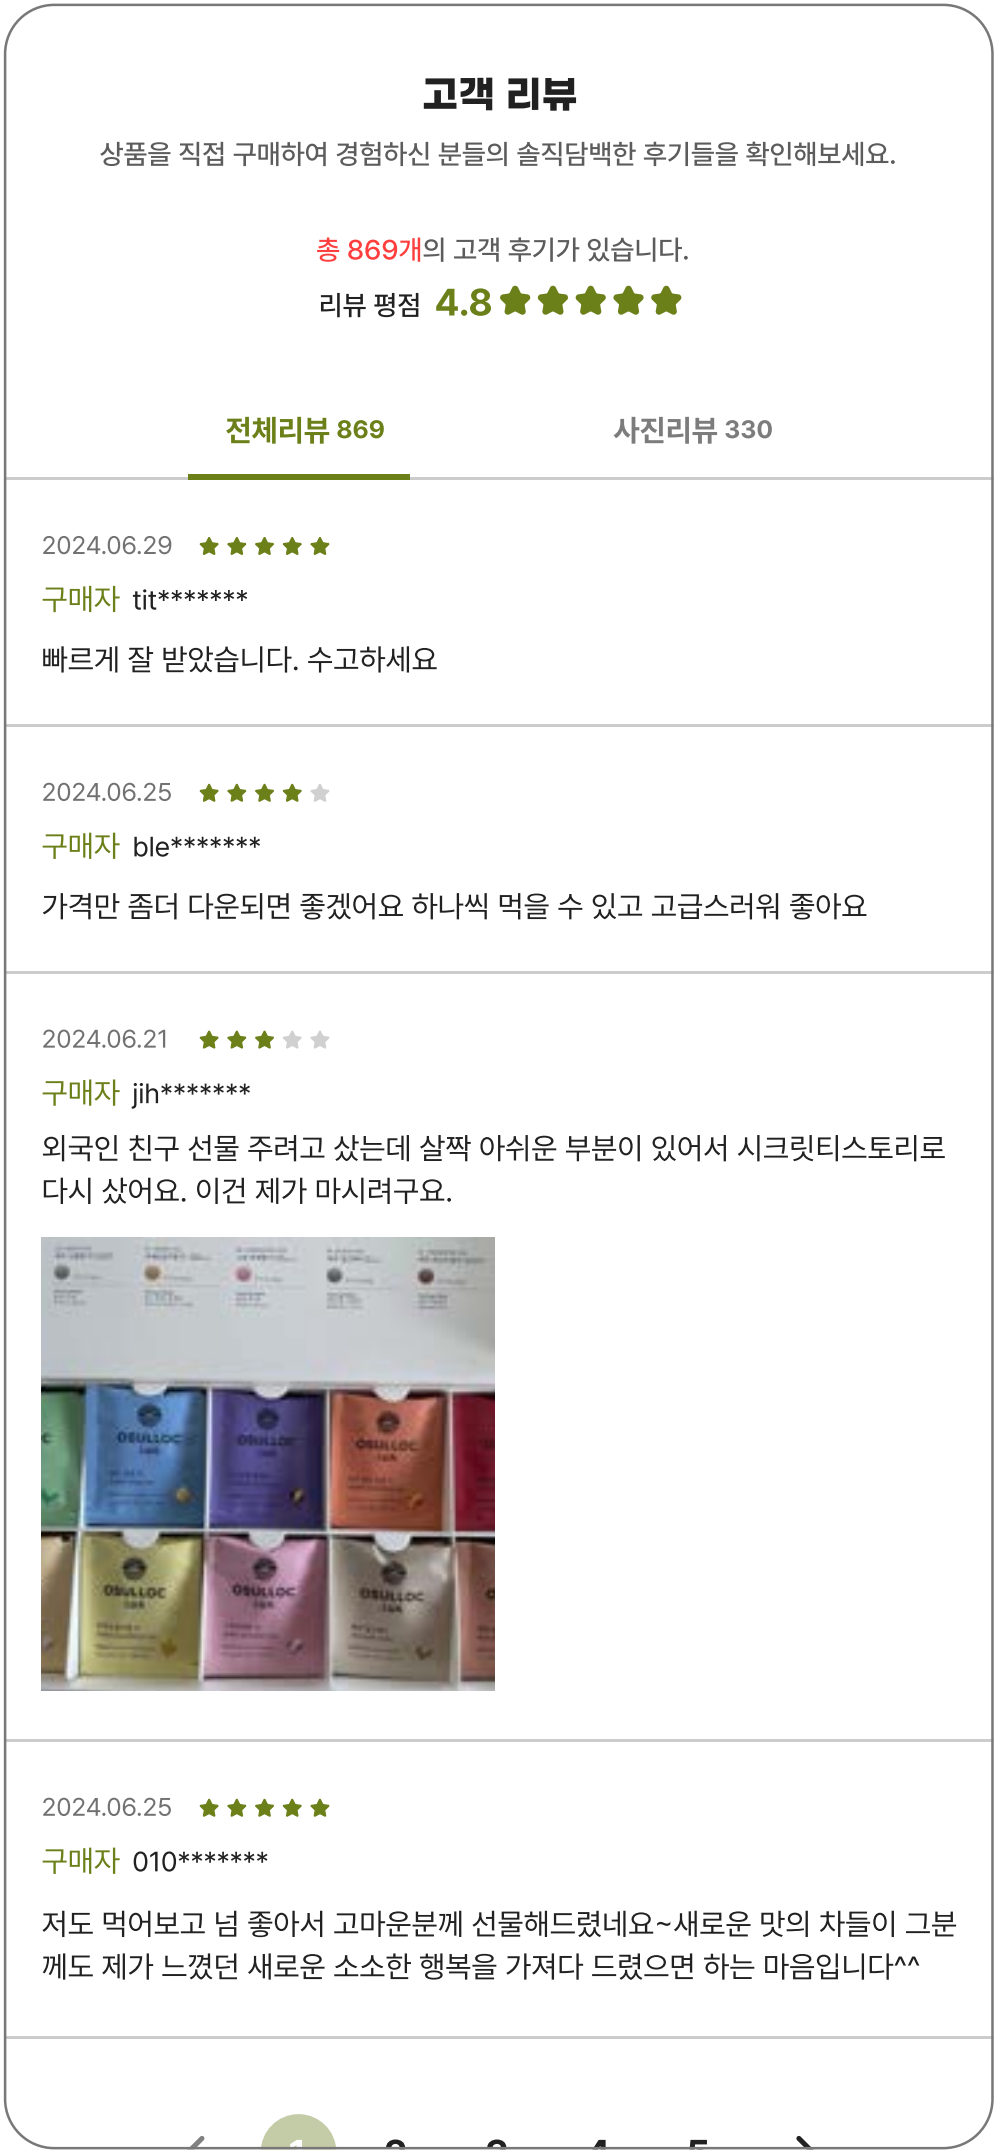 고객 리뷰
상품을 직접 구매하여 경험하신 분들의 솔직담백한 후기들을 확인해보세요.
총 869개의 고객 후기가 있습니다.
리뷰 평점 4.8
전체리뷰 869
사진리뷰 330
2024.06.29
구매자 tit*******
빠르게 잘 받았습니다. 수고하세요
2024.06.25
구매자 ble*******
가격만 좀더 다운되면 좋겠어요 하나씩 먹을 수 있고 고급스러워 좋아요
2024.06.21
구매자 jih*******
외국인 친구 선물 주려고 샀는데 살짝 아쉬운 부분이 있어서 시크릿티스토리로
다시 샀어요. 이건 제가 마시려구요.
OSULLOC
OSULLOC
OSULLOC
OSULLOC
OSULLOC
OSULLOC
2024.06.25
구매자 010*******
저도 먹어보고 넘 좋아서 고마운분께 선물해드렸네요~새로운 맛의 차들이 그분
께도 제가 느꼈던 새로운 소소한 행복을 가져다 드렸으면 하는 마음입니다^^
1 2 3 4 5